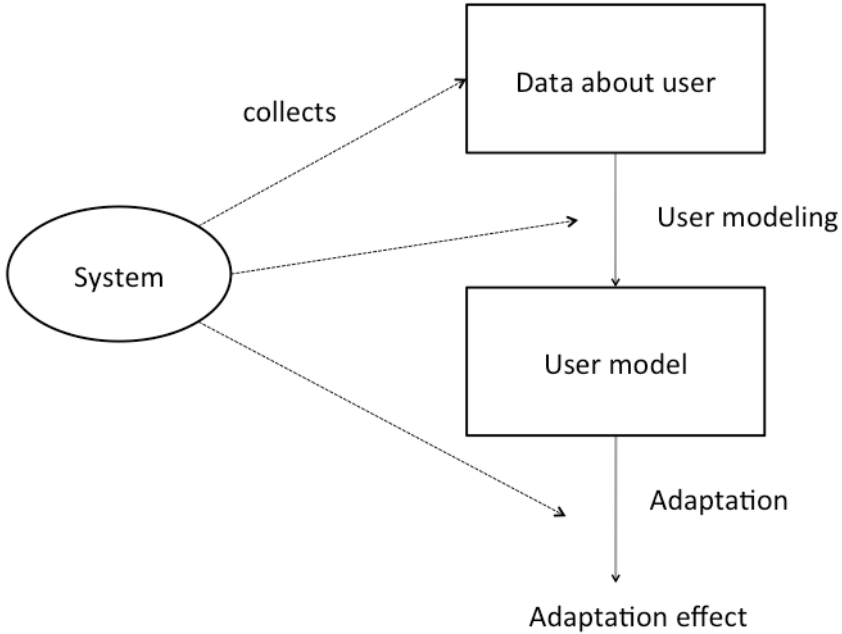 Data about user
collects
User modeling
System
User model
Adaptation
Adaptation effect